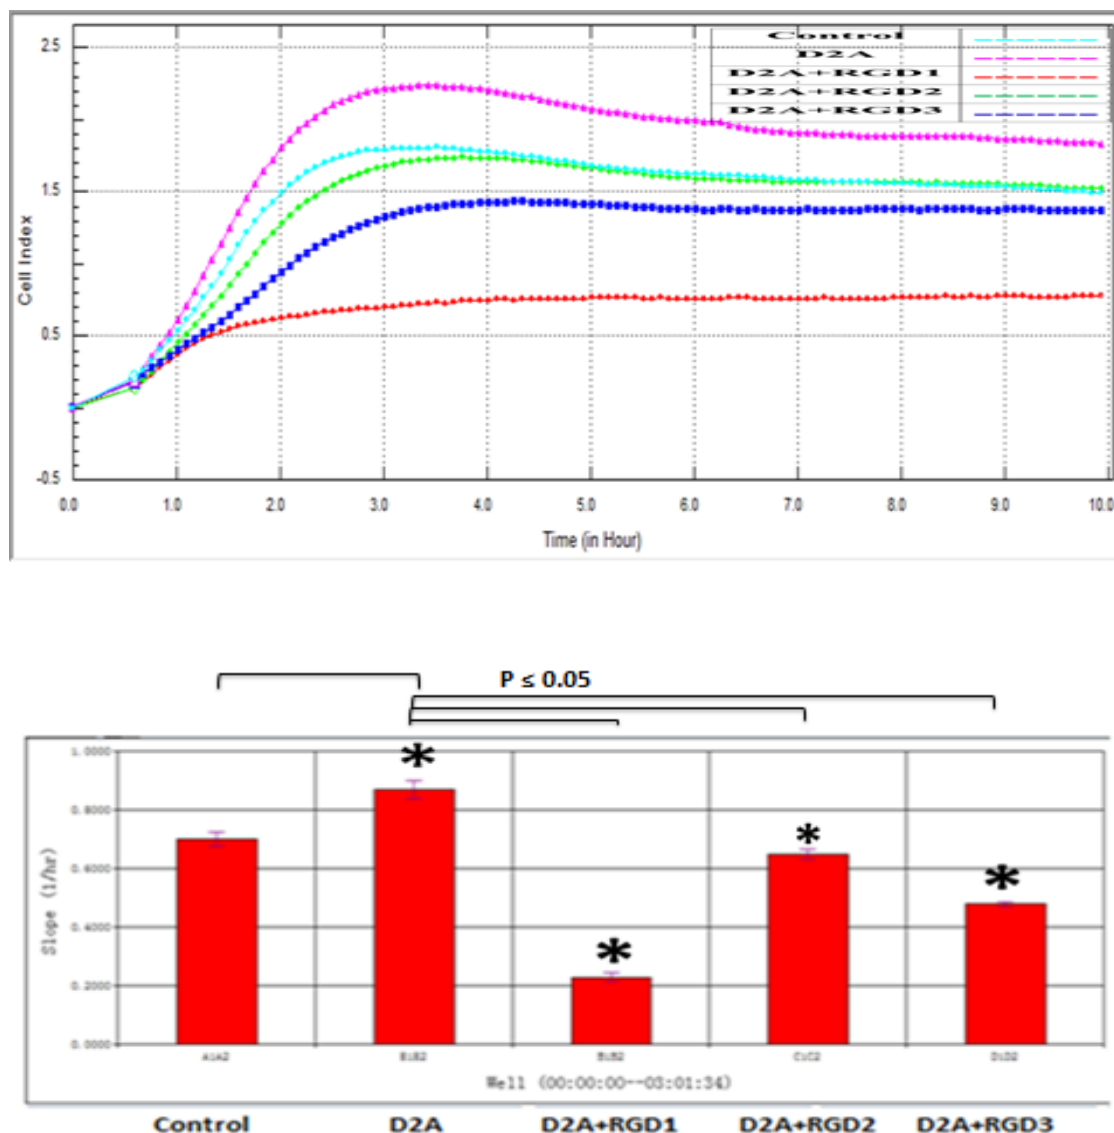 Control
D2A
D2A+RGD1
D2A+RGD2
D2A+RGD3
2.5
1.5
0.5
-0.5
Cell Index
0.0 1.0 2.0 3.0 4.0 5.0 6.0 7.0 8.0 9.0 10.0
Time (in Hour)
P ≤ 0.05
1.0000
0.8000
0.6000
0.4000
0.2000
0.0000
Slope (1/hr)
* * * *
A1A2 C1C2 D1D2
Well (00:00:00--03:01:34)
Control D2A D2A+RGD1 D2A+RGD2 D2A+RGD3